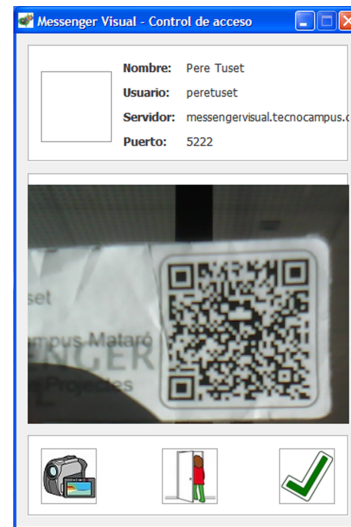 Messenger Visual - Control de acceso
Nombre: Pere Tuset
Usuario: peretuset
Servidor: messengervisual.tecnocampus.c
Puerto: 5222
set
mpus Mataró
ENGER
Projectes